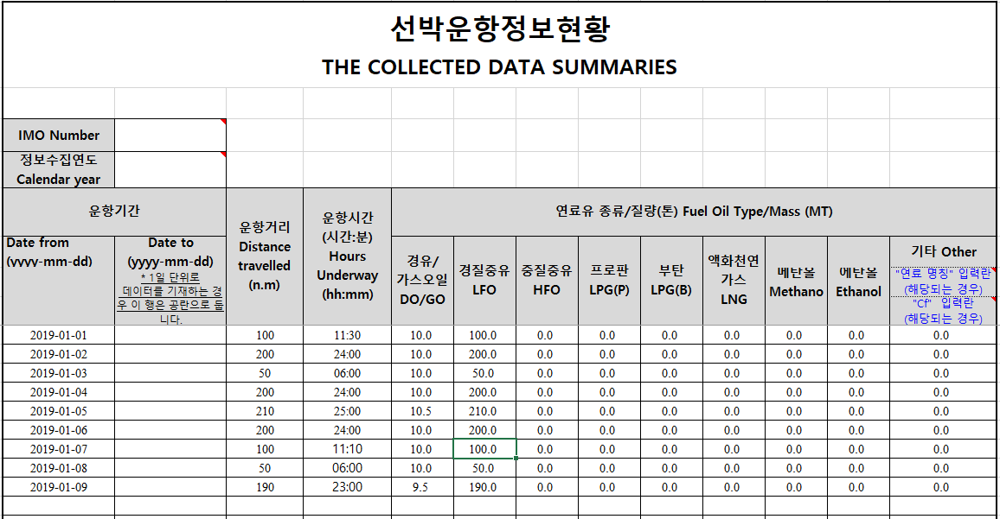 선박운항정보현황
THE COLLECTED DATA SUMMARIES
IMO Number
정보수집연도
Calendar year
운항기간
Date from
(yyyy-mm-dd)
Date to
(yyyy-mm-dd)
* 1일 단위로
데이터를 기재하는 경
우 이 행은 공란으로 둡
니다.
운항거리
Distance
travelled
(n.m)
운항시간
(시간:분)
Hours
Underway
(hh:mm)
연료유 종류/질량(톤) Fuel Oil Type/Mass (MT)
경유/
가스오일
DO/GO
경질중유
LFO
중질중유
HFO
프로판
LPG(P)
부탄
LPG(B)
액화천연
가스
LNG
메탄올
Methano
에탄올
Ethanol
기타 Other
"연료 명칭" 입력란
(해당되는 경우)
"Cf" 입력란
(해당되는 경우)
2019-01-01 100 11:30 10.0 100.0 0.0 0.0 0.0 0.0 0.0 0.0 0.0
2019-01-02 200 24:00 10.0 200.0 0.0 0.0 0.0 0.0 0.0 0.0 0.0
2019-01-03 50 06:00 10.0 50.0 0.0 0.0 0.0 0.0 0.0 0.0 0.0
2019-01-04 200 24:00 10.0 200.0 0.0 0.0 0.0 0.0 0.0 0.0 0.0
2019-01-05 210 25:00 10.5 210.0 0.0 0.0 0.0 0.0 0.0 0.0 0.0
2019-01-06 200 24:00 10.0 200.0 0.0 0.0 0.0 0.0 0.0 0.0 0.0
2019-01-07 100 11:10 10.0 100.0 0.0 0.0 0.0 0.0 0.0 0.0 0.0
2019-01-08 50 06:00 10.0 50.0 0.0 0.0 0.0 0.0 0.0 0.0 0.0
2019-01-09 190 23:00 9.5 190.0 0.0 0.0 0.0 0.0 0.0 0.0 0.0